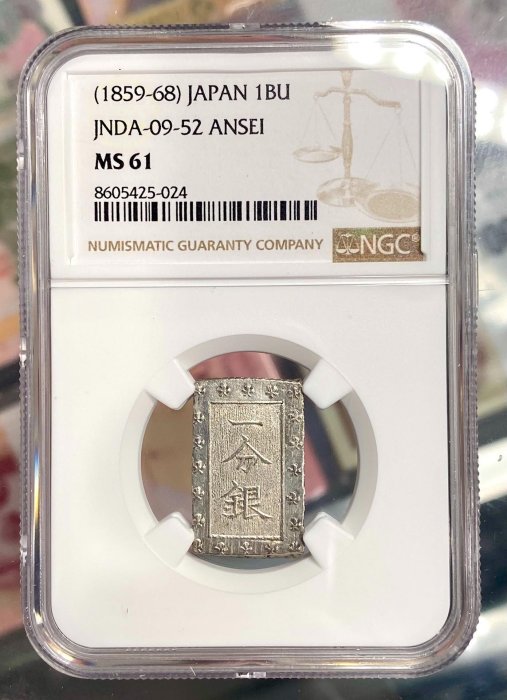 (1859-68) JAPAN 1BU
JNDA-09-52 ANSEI
MS 61
8605425-024
NUMISMATIC GUARANTY COMPANY
NGC®
一
分
銀